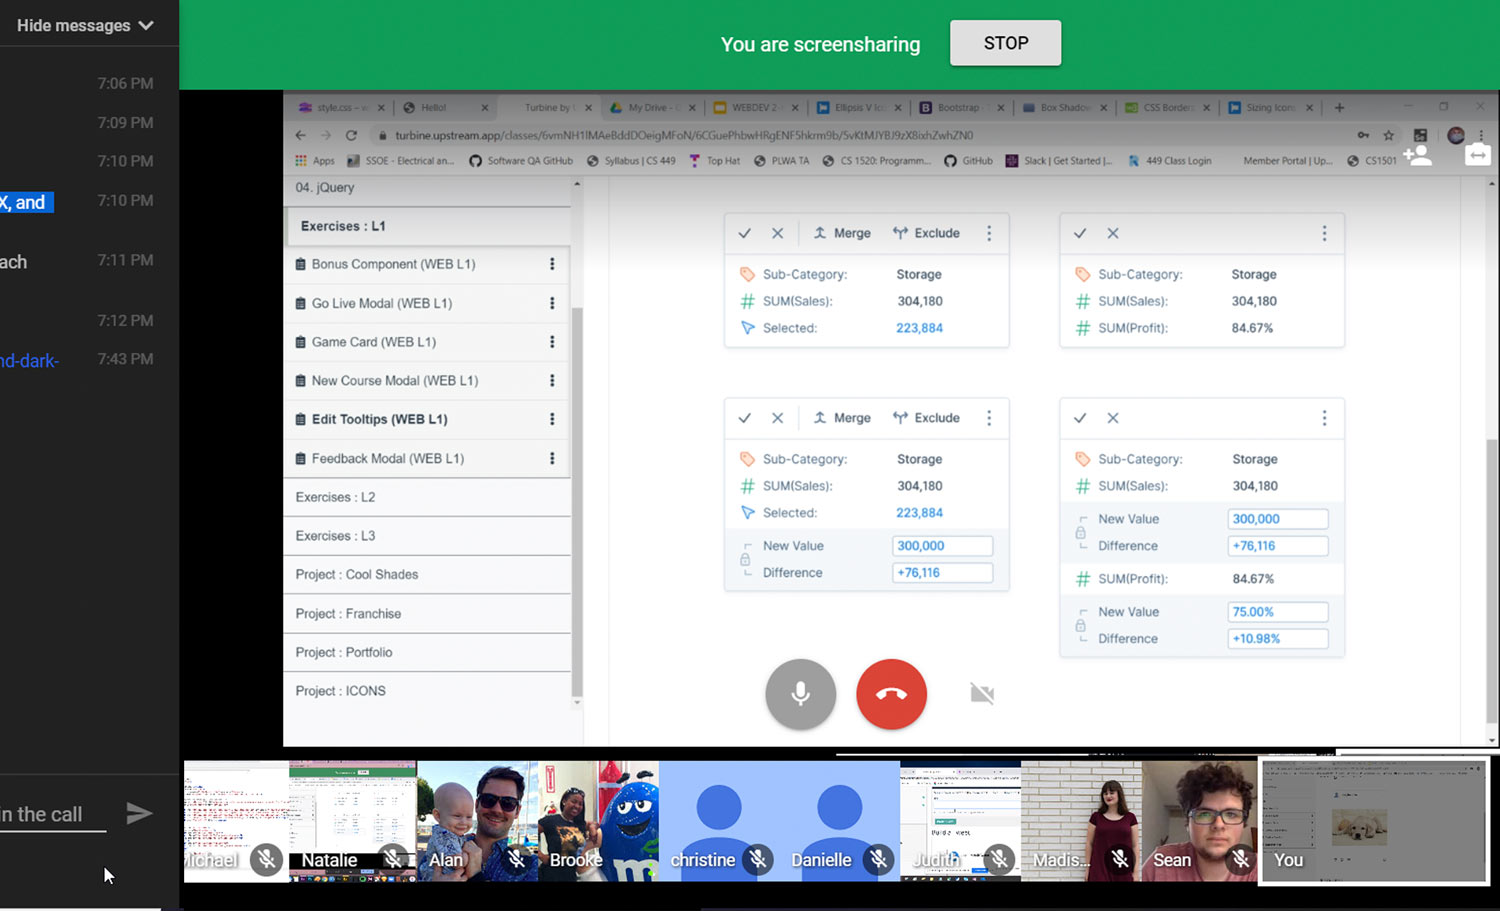 Hide messages
7:06 PM
7:09 PM
7:10 PM
X, and 7:10 PM
ach 7:11 PM
7:12 PM
nd-dark- 7:43 PM
in the call
You are screensharing STOP
style.css – Hello! Turbine by My Drive - WEBDEV 2- Ellipsis V Ico Bootstrap - Box Shadow CSS Borders Sizing Icons
turbine.upstream.app/classes/6vmNH1IMAeBddDOeigMFoN/6CGuePhbwHRgENF5hkrm9b/5vKtMJYBJ9zX8ixhZwhZN0
Apps SSOE - Electrical an... Software QA GitHub Syllabus | CS 449 Top Hat PLWA TA CS 1520: Programm... GitHub Slack | Get Started |... 449 Class Login Member Portal | Up... CS1501
04. jQuery
Exercises : L1
Bonus Component (WEB L1)
Go Live Modal (WEB L1)
Game Card (WEB L1)
New Course Modal (WEB L1)
Edit Tooltips (WEB L1)
Feedback Modal (WEB L1)
Exercises : L2
Exercises : L3
Project : Cool Shades
Project : Franchise
Project : Portfolio
Project : ICONS
Merge Exclude
Sub-Category: Storage
SUM(Sales): 304,180
Selected: 223,884
Sub-Category: Storage
SUM(Sales): 304,180
SUM(Profit): 84.67%
Merge Exclude
Sub-Category: Storage
SUM(Sales): 304,180
Selected: 223,884
New Value 300,000
Difference +76,116
Sub-Category: Storage
SUM(Sales): 304,180
New Value 300,000
Difference +76,116
SUM(Profit): 84.67%
New Value 75.00%
Difference +10.98%
Michael Natalie Alan Brooke christine Danielle Judith Madis... Sean You